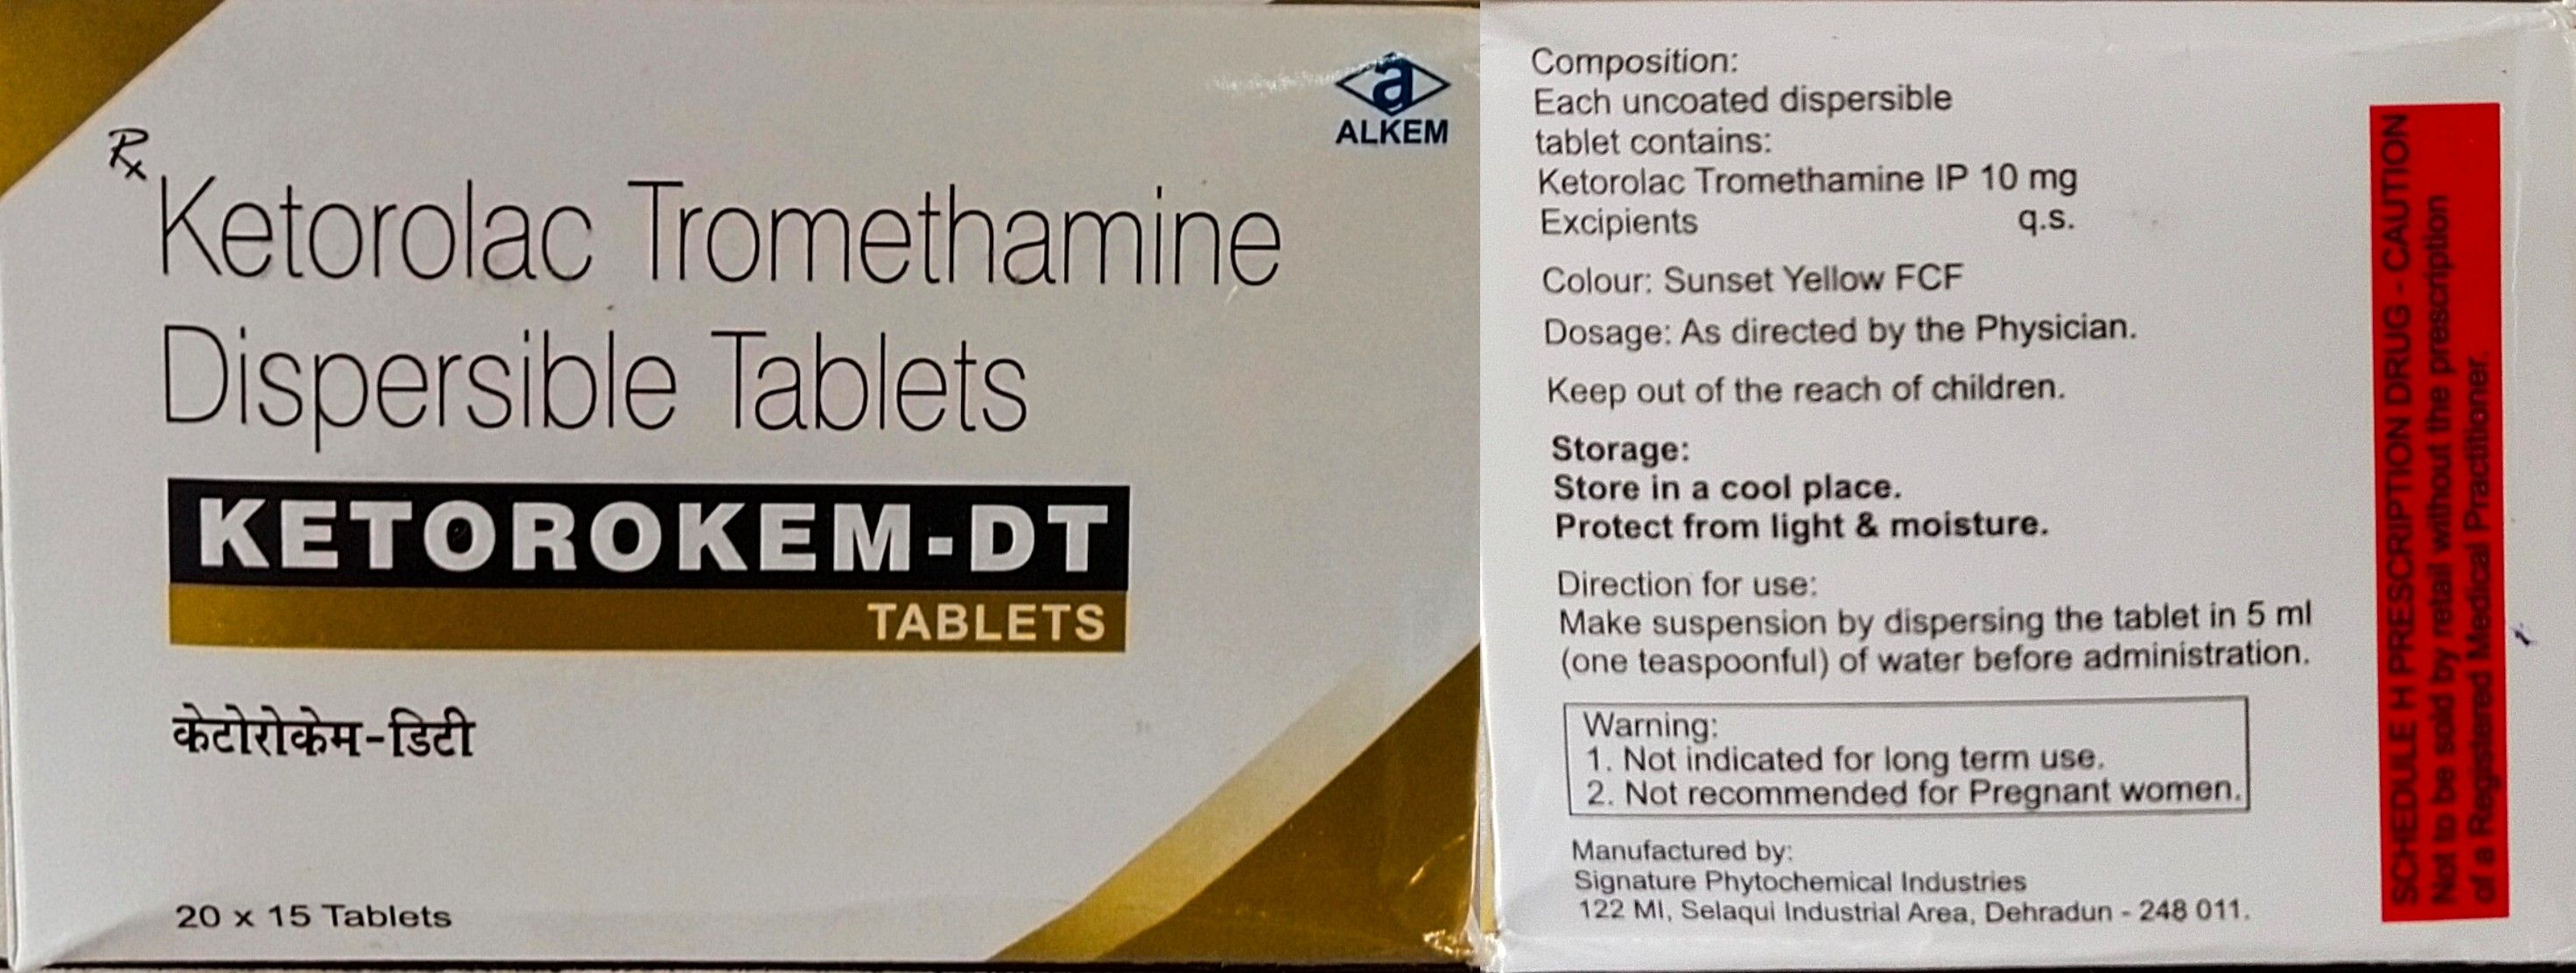 Rx
a
ALKEM
Ketorolac Tromethamine
Dispersible Tablets
KETOROKEM-DT
TABLETS
केटोरोकेम-डिटी
20 x 15 Tablets
Composition:
Each uncoated dispersible
tablet contains:
Ketorolac Tromethamine IP 10 mg
Excipients q.s.
Colour: Sunset Yellow FCF
Dosage: As directed by the Physician.
Keep out of the reach of children.
Storage:
Store in a cool place.
Protect from light & moisture.
Direction for use:
Make suspension by dispersing the tablet in 5 ml
(one teaspoonful) of water before administration.
Warning:
1. Not indicated for long term use.
2. Not recommended for Pregnant women.
Manufactured by:
Signature Phytochemical Industries
122 MI, Selaqui Industrial Area, Dehradun - 248 011.
SCHEDULE H PRESCRIPTION DRUG - CAUTION
Not to be sold by retail without the prescription
of a Registered Medical Practitioner.